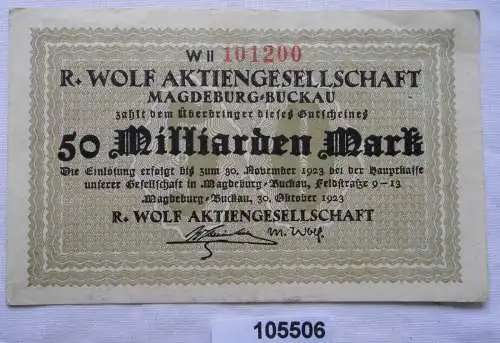 W II 101200
R. WOLF AKTIENGESELLSCHAFT
MAGDEBURG-BUCKAU
zahlt dem Überbringer dieses Gutscheines
50 Milliarden Mark
Die Einlösung erfolgt bis zum 30. November 1923 bei der Hauptkasse
unserer Gesellschaft in Magdeburg-Buckau, Feldstraße 9-13
Magdeburg-Buckau, 30. Oktober 1923
R. WOLF AKTIENGESELLSCHAFT
M. Wolf.
105506